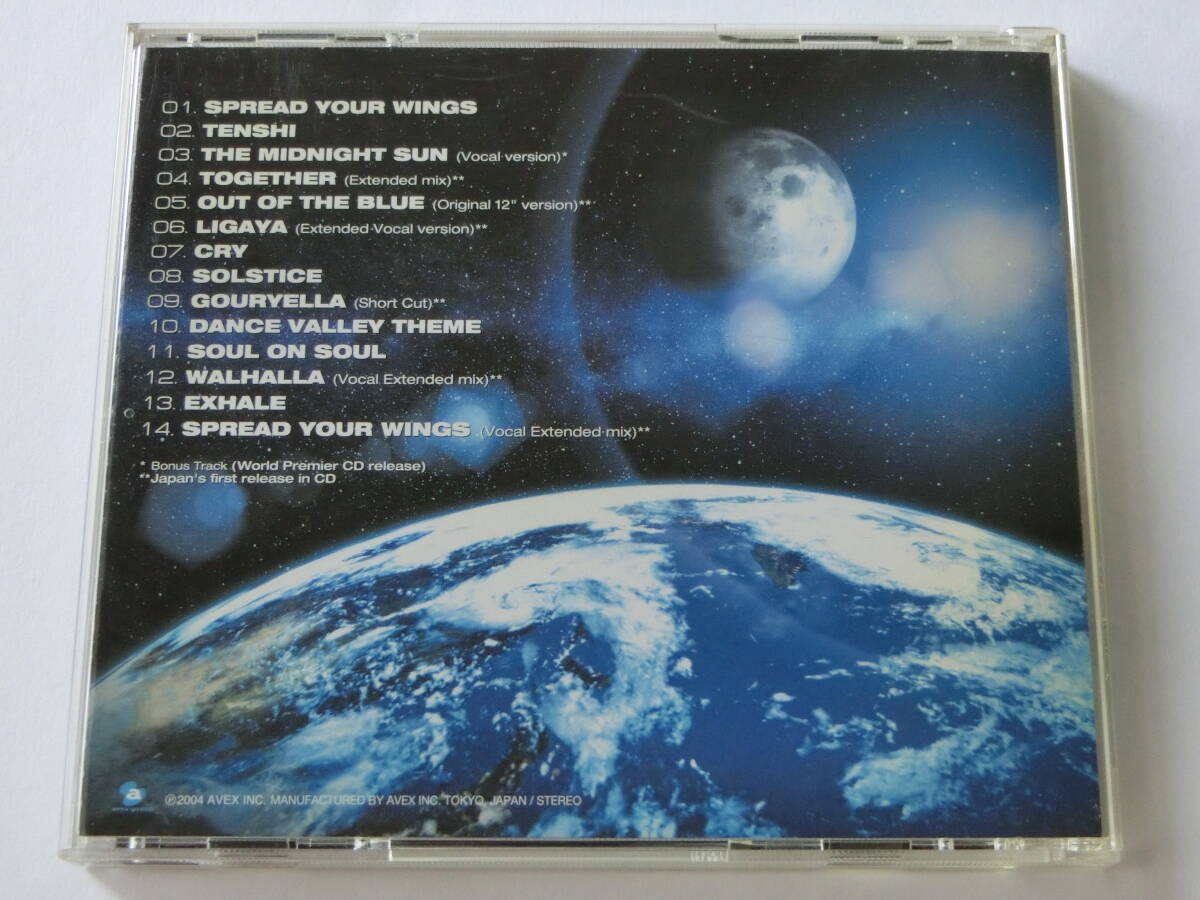 01. SPREAD YOUR WINGS
02. TENSHI
03. THE MIDNIGHT SUN (Vocal version)*
04. TOGETHER (Extended mix)**
05. OUT OF THE BLUE (Original 12" version)**
06. LIGAYA (Extended Vocal version)**
07. CRY
08. SOLSTICE
09. GOURYELLA (Short Cut)**
10. DANCE VALLEY THEME
11. SOUL ON SOUL
12. WALHALLA (Vocal Extended mix)**
13. EXHALE
14. SPREAD YOUR WINGS (Vocal Extended mix)**
* Bonus Track (World Premier CD release)
**Japan's first release in CD
a
℗2004 AVEX INC. MANUFACTURED BY AVEX INC. TOKYO, JAPAN / STEREO